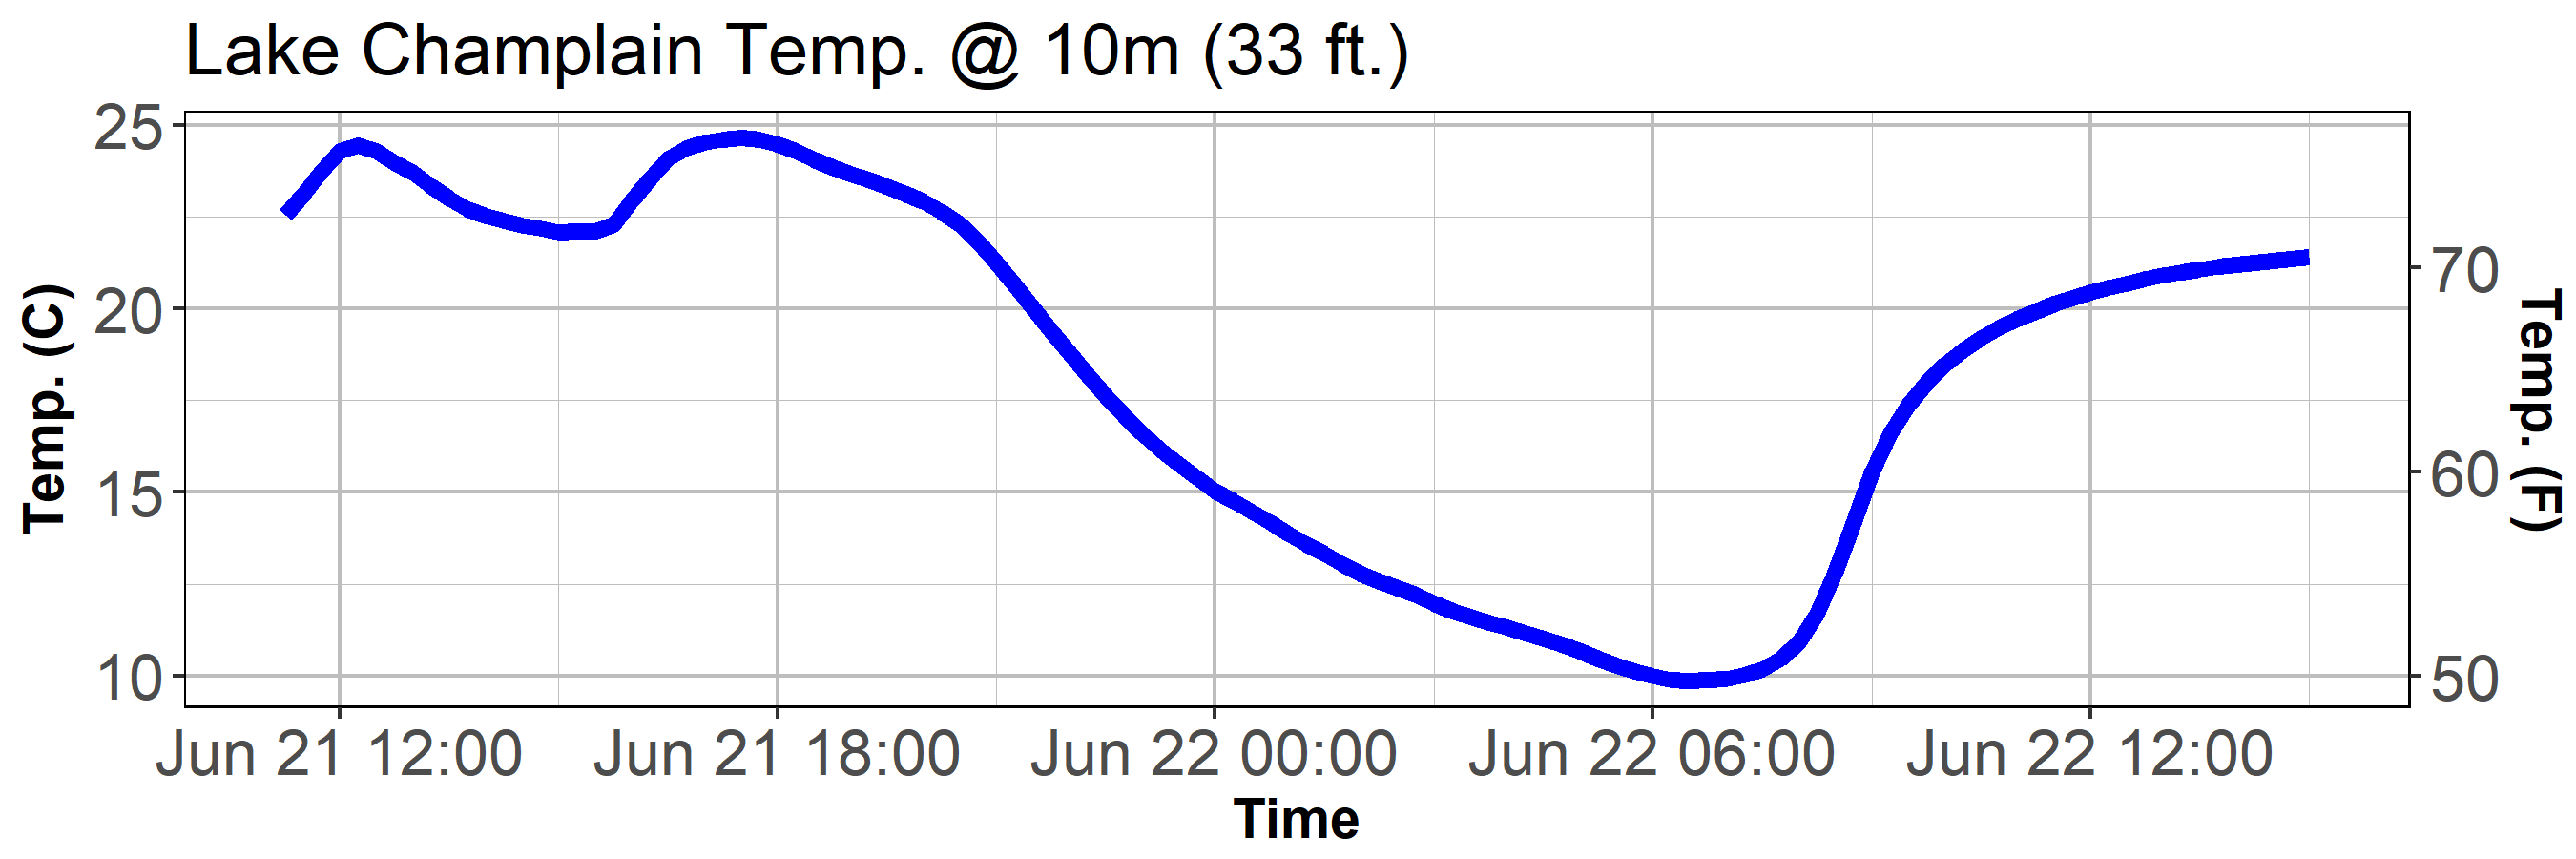 Lake Champlain Temp. @ 10m (33 ft.)
25
20
15
10
Temp. (C)
70
60
50
Temp. (F)
Jun 21 12:00
Jun 21 18:00
Jun 22 00:00
Jun 22 06:00
Jun 22 12:00
Time